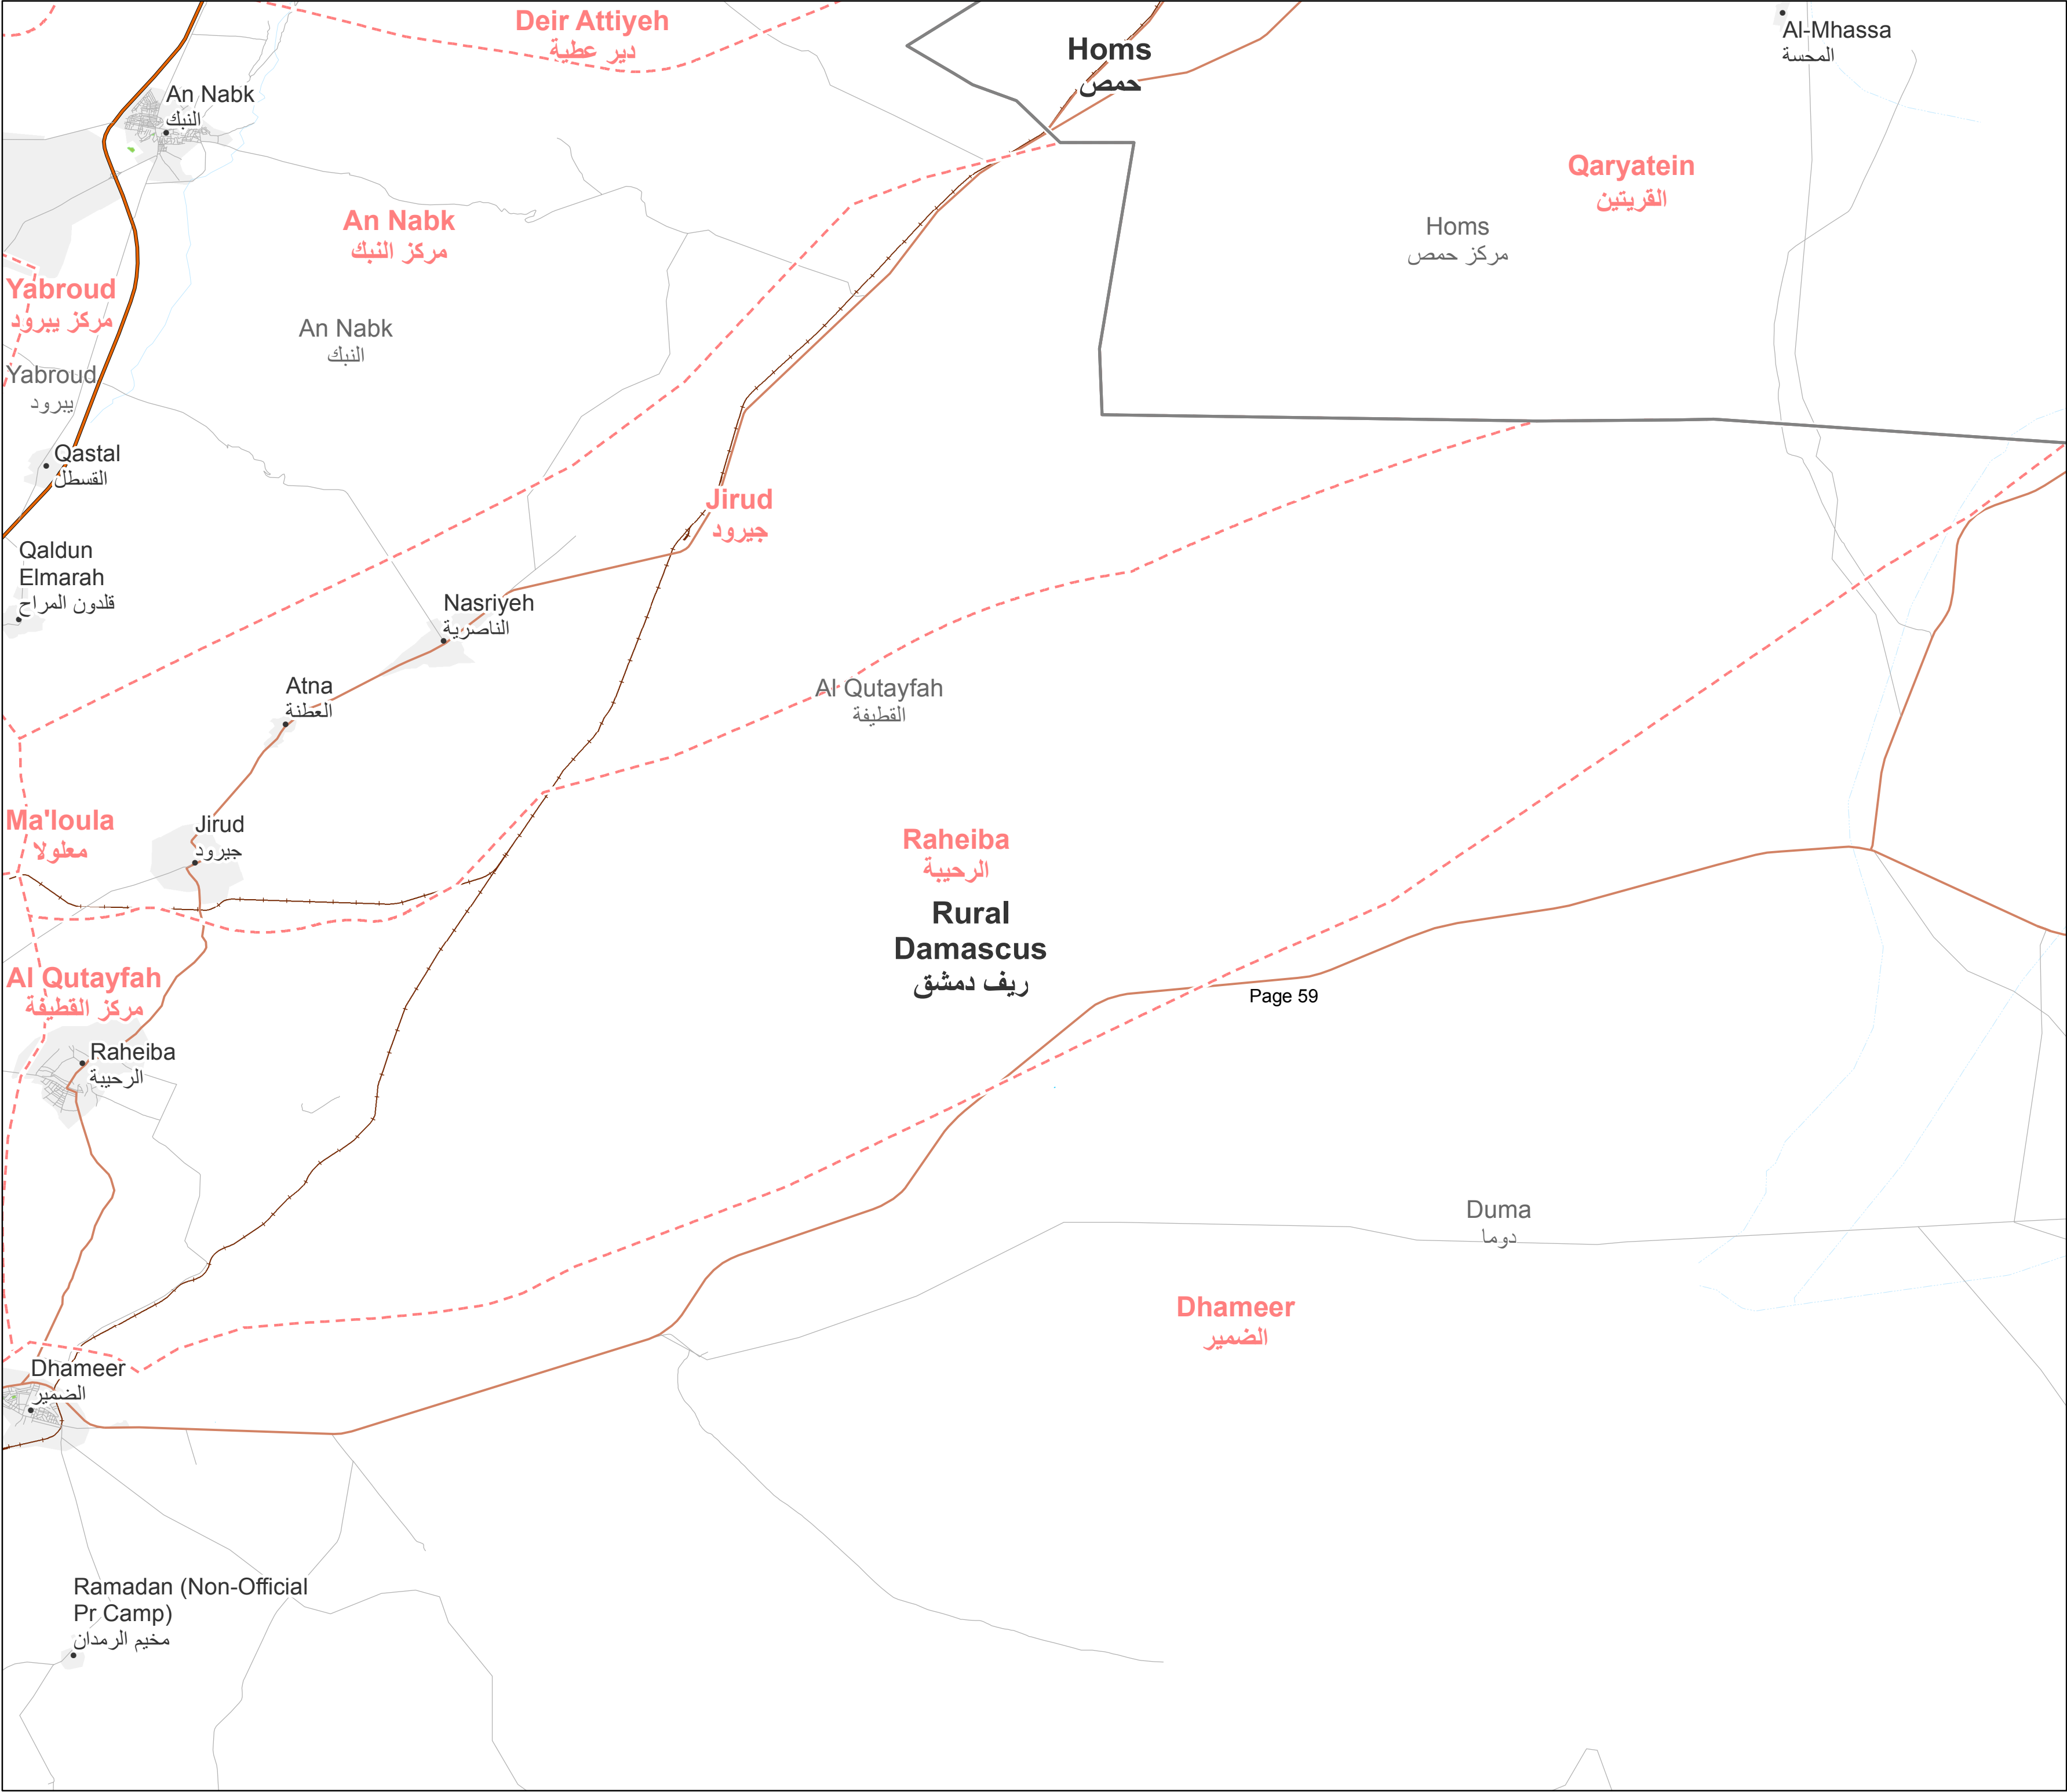 Deir Attiyeh
دير عطية
Homs
حمص
Al-Mhassa
المحسة
An Nabk
النبك
Qaryatein
القريتين
An Nabk
مركز النبك
Homs
مركز حمص
Yabroud
مركز يبرود
An Nabk
النبك
Yabroud
يبرود
Qastal
القسطل
Jirud
جيرود
Qaldun
Elmarah
قلدون المراح
Nasriyeh
الناصرية
Atna
العطنة
Al Qutayfah
القطيفة
Ma'loula
معلولا
Jirud
جيرود
Raheiba
الرحيبة
Rural
Damascus
ريف دمشق
Al Qutayfah
مركز القطيفة
Page 59
Raheiba
الرحيبة
Duma
دوما
Dhameer
الضمير
Dhameer
الضمير
Ramadan (Non-Official
Pr Camp)
مخيم الرمدان